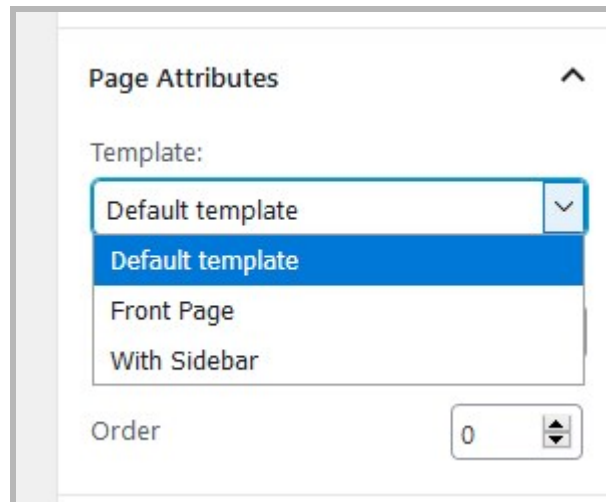 Page Attributes
Template:
Default template
Default template
Front Page
With Sidebar
Order
0